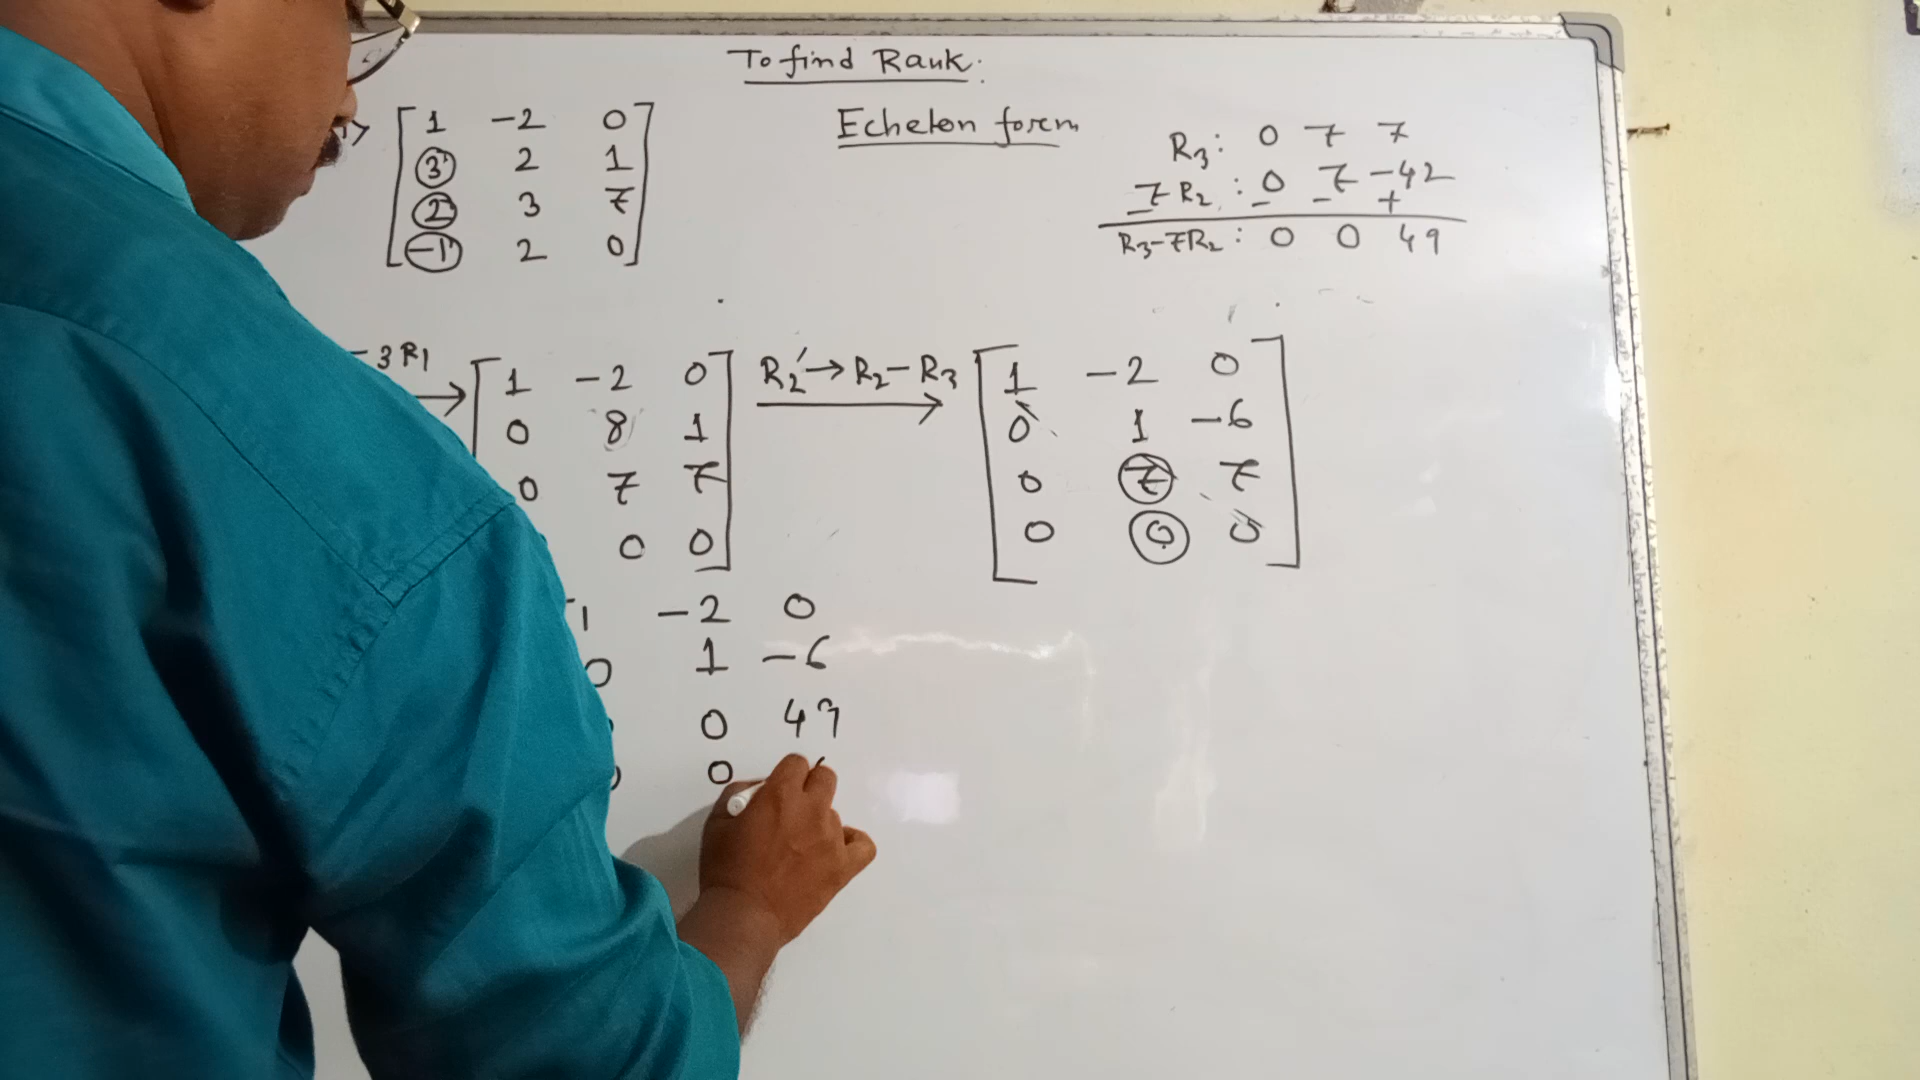 To find Rank.
Echelon form
1 -2 0
3 2 1
2 3 7
-1 2 0
R3: 0 7 7
7R2: 0 7 -42
- - +
R3-7R2: 0 0 49
- 3R1
1 -2 0
0 8 1
0 7 7
0 0
R2' → R2-R3
1 -2 0
0 1 -6
0 7 7
0 0 0
1 -2 0
0 1 -6
0 49
0